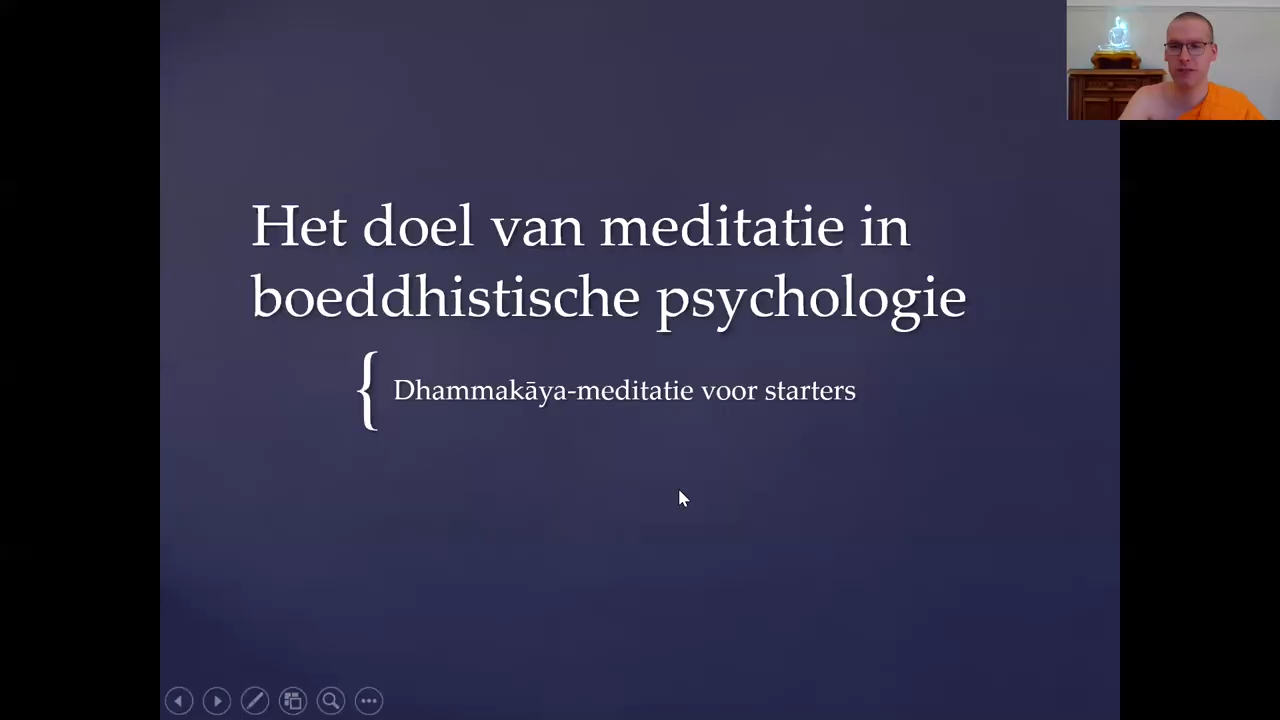 Het doel van meditatie in
boeddhistische psychologie
Dhammakāya-meditatie voor starters